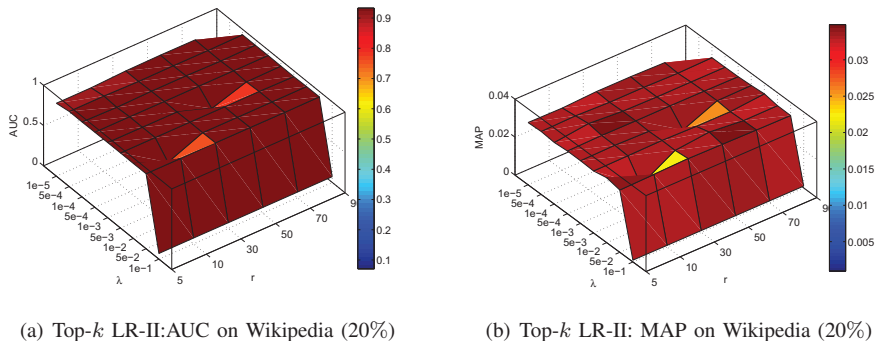 1
0.5
0
AUC
1e-5
5e-4
1e-4
5e-3
1e-3
5e-2
1e-2
5e-1
1e-1
λ
5
10
30
50
70
9
r
0.9
0.8
0.7
0.6
0.5
0.4
0.3
0.2
0.1
0.04
0.02
0
MAP
1e-5
5e-4
1e-4
5e-3
1e-3
5e-2
1e-2
5e-1
1e-1
λ
5
10
30
50
70
9
r
0.03
0.025
0.02
0.015
0.01
0.005
(a) Top-k LR-II:AUC on Wikipedia (20%)
(b) Top-k LR-II: MAP on Wikipedia (20%)